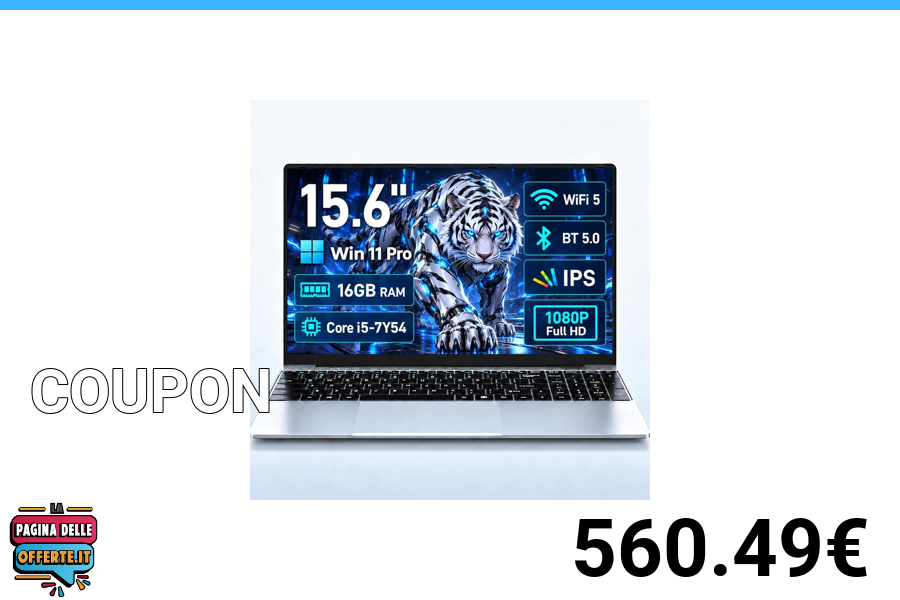 15.6"
Win 11 Pro
16GB RAM
Core i5-7Y54
WiFi 5
BT 5.0
IPS
1080P
Full HD
COUPON
LA
PAGINA DELLE
OFFERTE.IT
560.49€